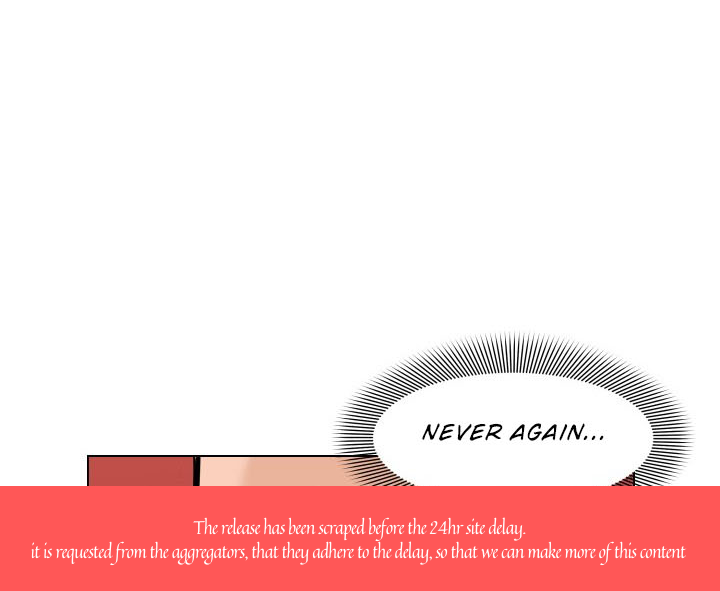 NEVER AGAIN...
The release has been scraped before the 24hr site delay.
it is requested from the aggregators, that they adhere to the delay, so that we can make more of this content